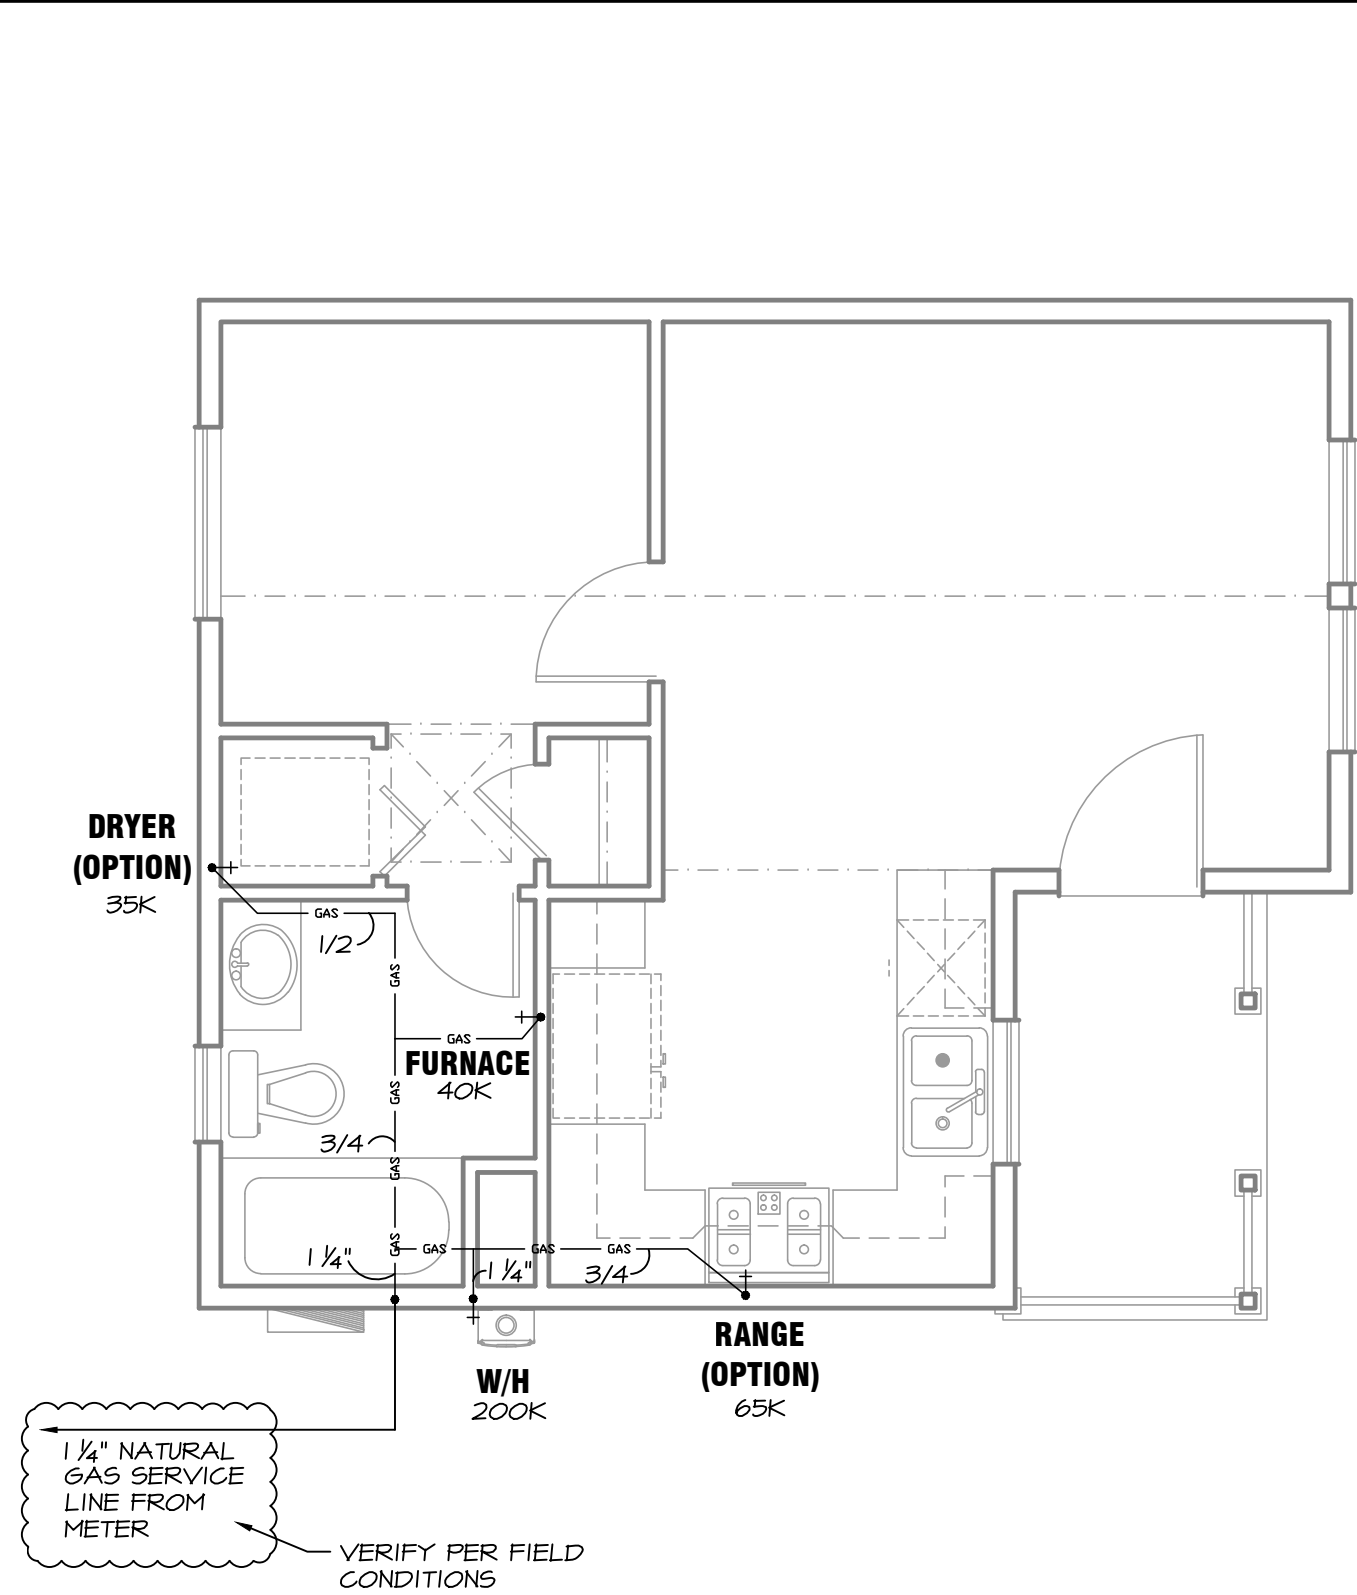 DRYER
(OPTION)
35K
GAS
1/2
GAS
GAS
FURNACE
40K
GAS
3/4
GAS
GAS
GAS
GAS
GAS
1 ¼"
1 ¼"
3/4
RANGE
(OPTION)
65K
W/H
200K
1 ¼" NATURAL
GAS SERVICE
LINE FROM
METER
VERIFY PER FIELD
CONDITIONS